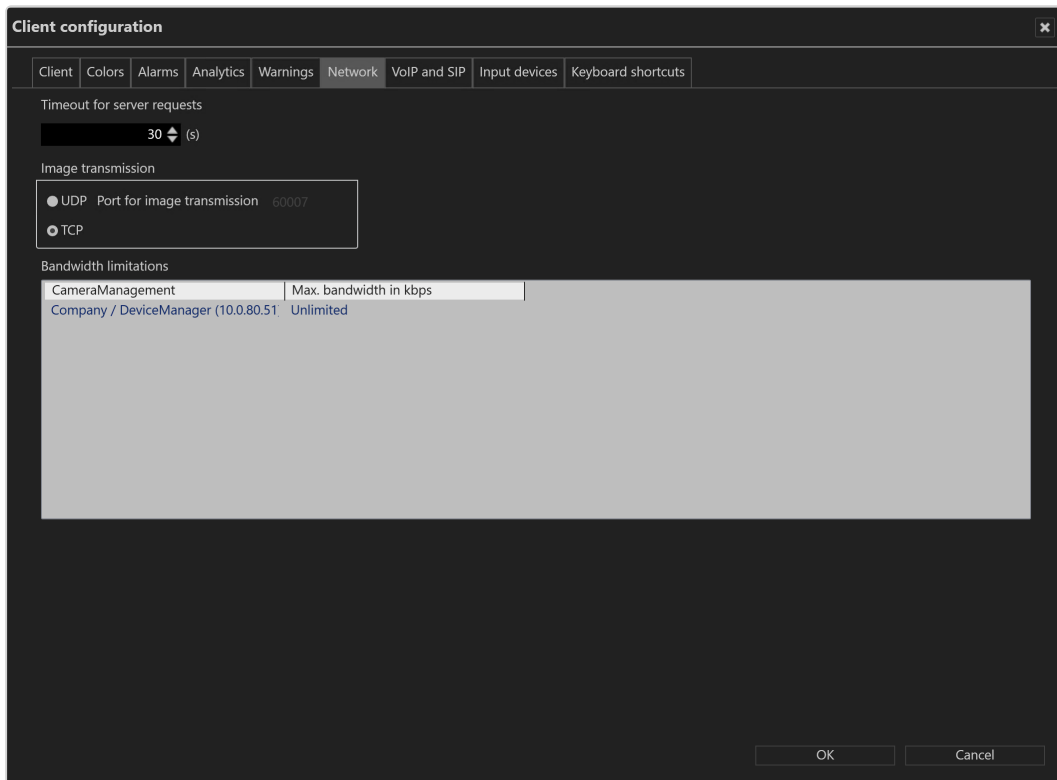 Client configuration
Client Colors Alarms Analytics Warnings Network VoIP and SIP Input devices Keyboard shortcuts
Timeout for server requests
30 (s)
Image transmission
UDP Port for image transmission 60007
TCP
Bandwidth limitations
CameraManagement Max. bandwidth in kbps
Company / DeviceManager (10.0.80.51) Unlimited
OK Cancel